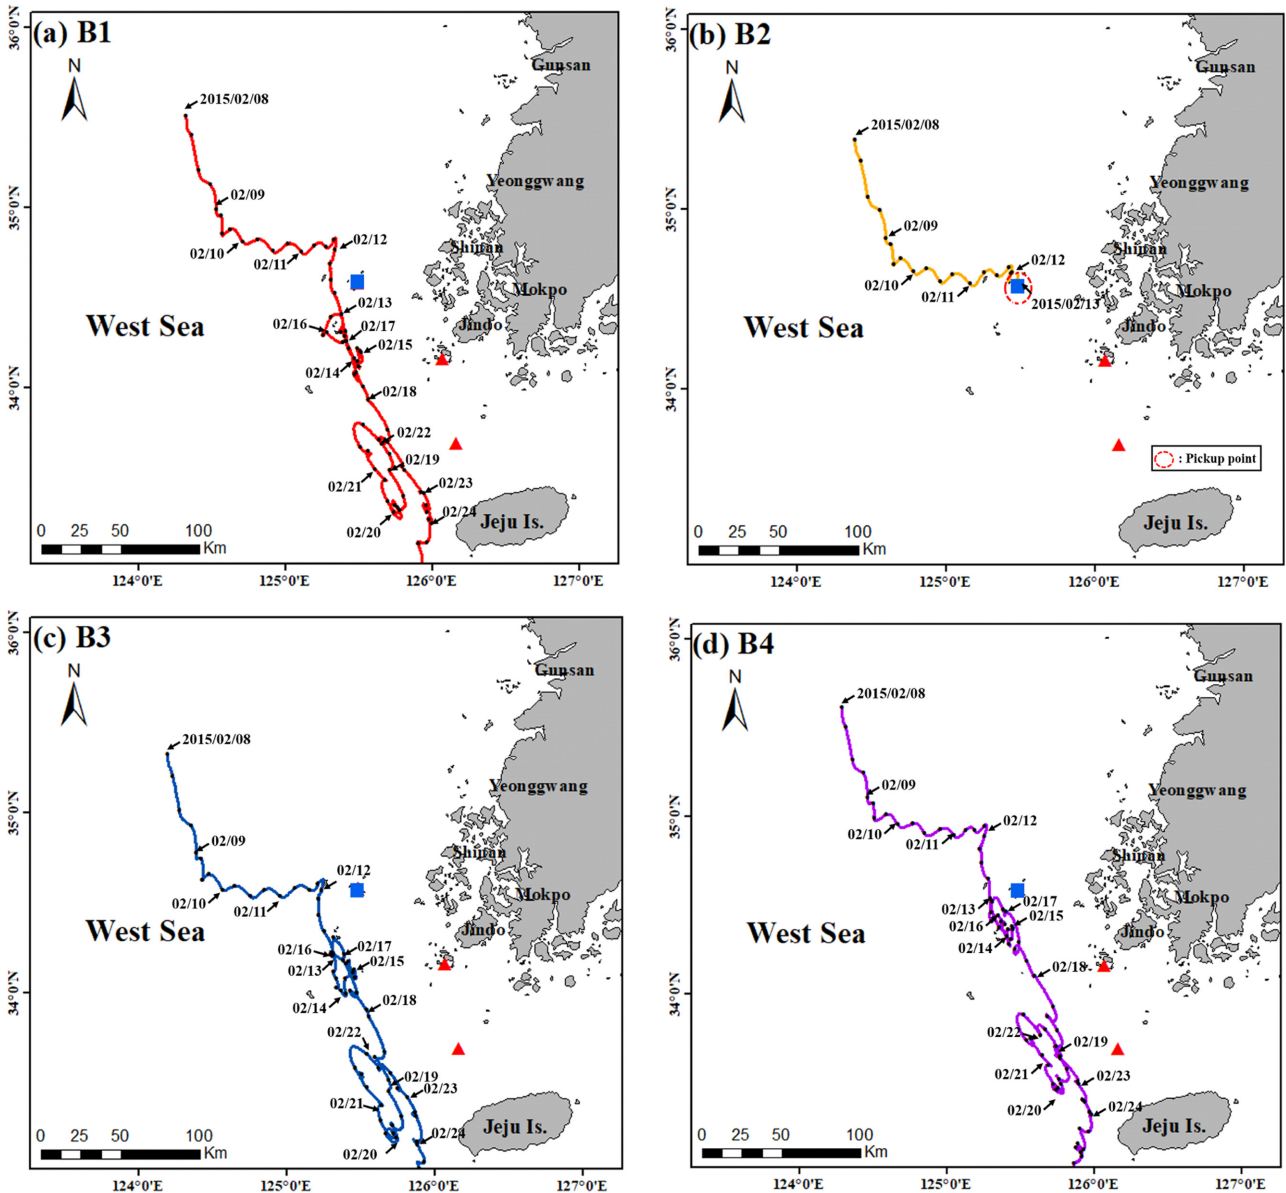 (a) B1
N
2015/02/08
02/09
02/10
02/11
02/12
02/13
02/16
02/17
02/15
02/14
02/18
02/22
02/19
02/21
02/23
02/20
02/24
Gunsan
Yeonggwang
Shinan
Mokpo
Jindo
West Sea
Jeju Is.
0 25 50 100
Km
36°0'N
35°0'N
34°0'N
124°0'E 125°0'E 126°0'E 127°0'E
(b) B2
N
2015/02/08
02/09
02/10
02/11
02/12
2015/02/13
Gunsan
Yeonggwang
Shinan
Mokpo
Jindo
West Sea
: Pickup point
Jeju Is.
0 25 50 100
Km
36°0'N
35°0'N
34°0'N
124°0'E 125°0'E 126°0'E 127°0'E
(c) B3
N
2015/02/08
02/09
02/10
02/11
02/12
02/16
02/17
02/13
02/15
02/14
02/18
02/22
02/19
02/23
02/21
02/24
02/20
Gunsan
Yeonggwang
Shinan
Mokpo
Jindo
West Sea
Jeju Is.
0 25 50 100
Km
36°0'N
35°0'N
34°0'N
124°0'E 125°0'E 126°0'E 127°0'E
(d) B4
N
2015/02/08
02/09
02/10
02/11
02/12
02/13
02/17
02/16
02/15
02/14
02/18
02/22
02/19
02/21
02/23
02/20
02/24
Gunsan
Yeonggwang
Shinan
Mokpo
Jindo
West Sea
Jeju Is.
0 25 50 100
Km
36°0'N
35°0'N
34°0'N
124°0'E 125°0'E 126°0'E 127°0'E